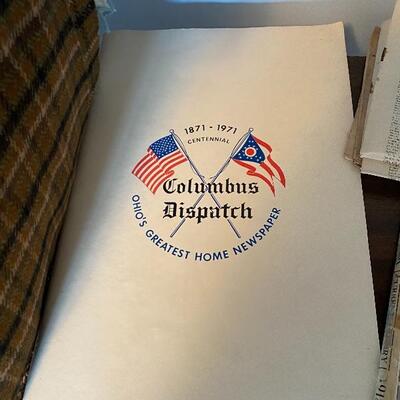 1871 - 1971
CENTENNIAL
Columbus
Dispatch
OHIO'S GREATEST HOME NEWSPAPER